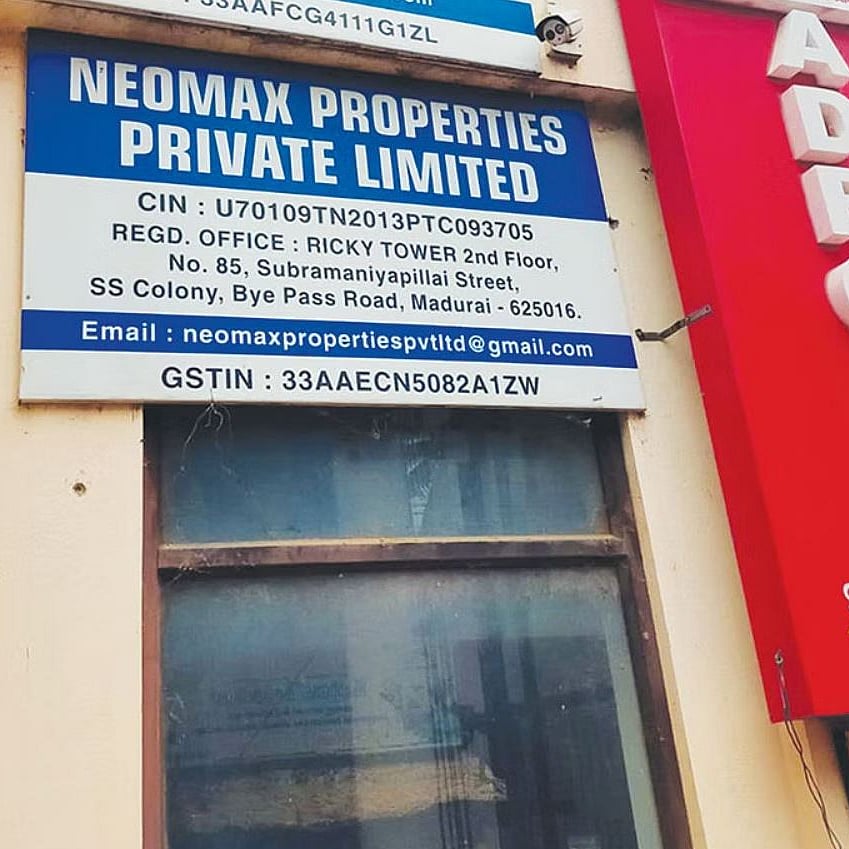 33AAFCG4111G1ZL
NEOMAX PROPERTIES
PRIVATE LIMITED
CIN : U70109TN2013PTC093705
REGD. OFFICE : RICKY TOWER 2nd Floor,
No. 85, Subramaniyapillai Street,
SS Colony, Bye Pass Road, Madurai - 625016.
Email : neomaxpropertiespvtltd@gmail.com
GSTIN : 33AAECN5082A1ZW
A
D